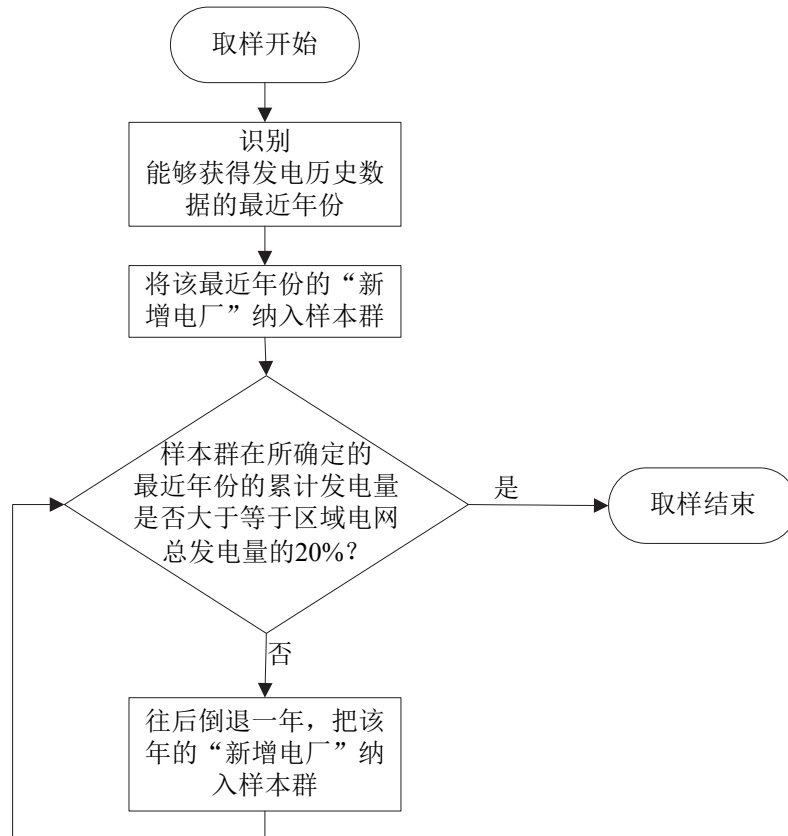 取样开始
识别
能够获得发电历史数
据的最近年份
将该最近年份的“新
增电厂”纳入样本群
样本群在所确定的
最近年份的累计发电量
是否大于等于区域电网
总发电量的20%？
是
取样结束
否
往后倒退一年，把该
年的“新增电厂”纳
入样本群